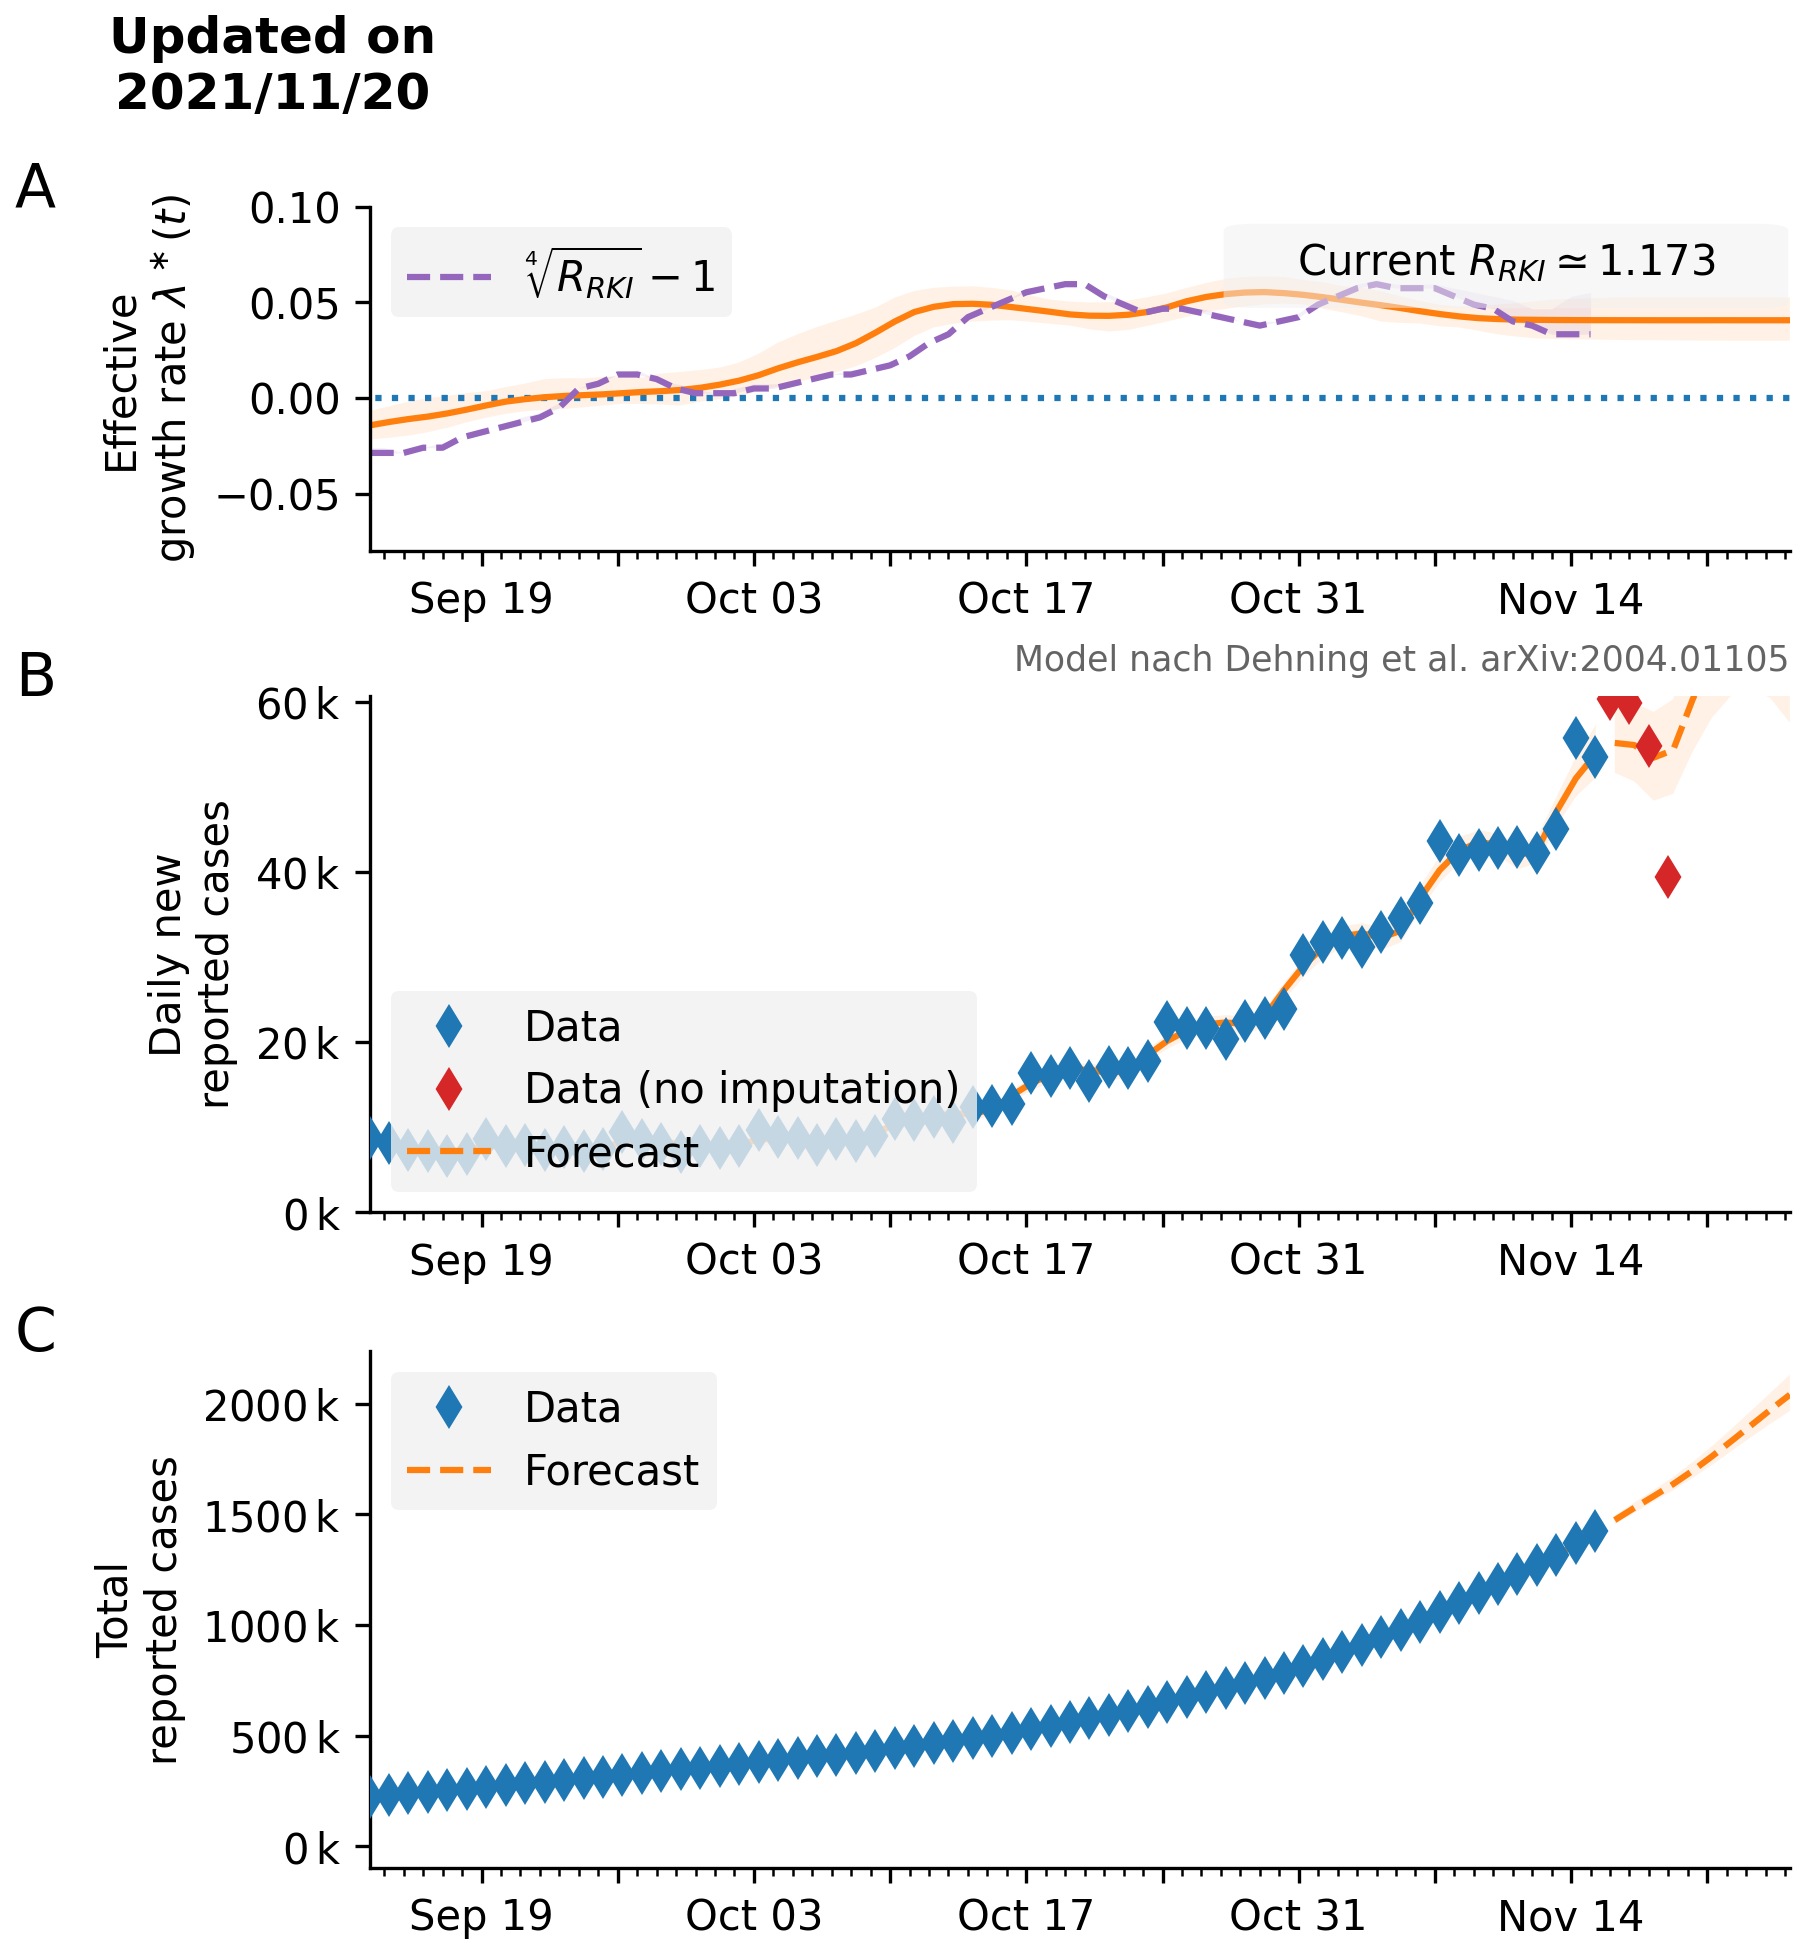 Updated on
2021/11/20
A
Effective
growth rate λ * (t)
0.10
0.05
0.00
−0.05
∜R_RKI − 1
Current R_RKI ≃ 1.173
Sep 19 Oct 03 Oct 17 Oct 31 Nov 14
Model nach Dehning et al. arXiv:2004.01105
B
Daily new
reported cases
60 k
40 k
20 k
0 k
Data
Data (no imputation)
Forecast
Sep 19 Oct 03 Oct 17 Oct 31 Nov 14
C
Total
reported cases
2000 k
1500 k
1000 k
500 k
0 k
Data
Forecast
Sep 19 Oct 03 Oct 17 Oct 31 Nov 14